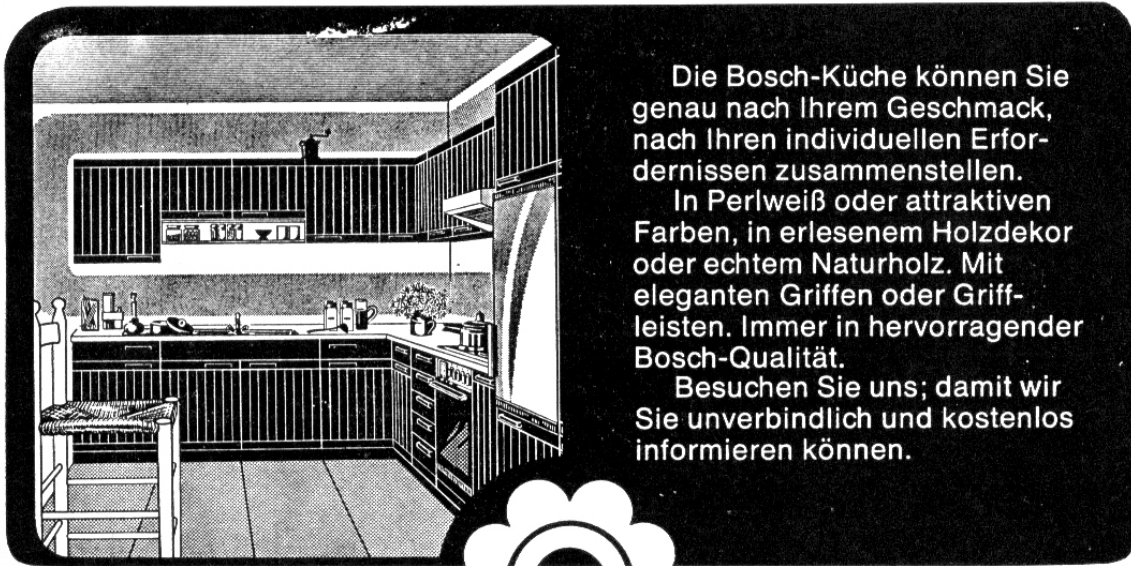 Die Bosch-Küche können Sie
genau nach Ihrem Geschmack,
nach Ihren individuellen Erfor-
dernissen zusammenstellen.
In Perlweiß oder attraktiven
Farben, in erlesenem Holzdekor
oder echtem Naturholz. Mit
eleganten Griffen oder Griff-
leisten. Immer in hervorragender
Bosch-Qualität.
Besuchen Sie uns; damit wir
Sie unverbindlich und kostenlos
informieren können.